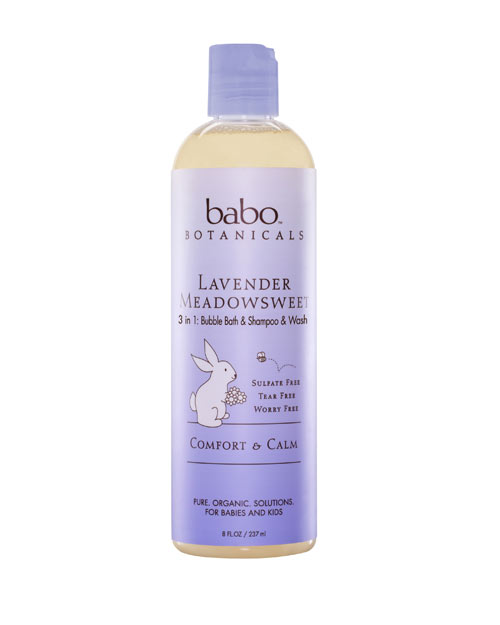 babo™
BOTANICALS
LAVENDER
MEADOWSWEET
3 in 1: Bubble Bath & Shampoo & Wash
SULFATE FREE
TEAR FREE
WORRY FREE
COMFORT & CALM
PURE. ORGANIC. SOLUTIONS.
FOR BABIES AND KIDS
8 FL OZ / 237 ml